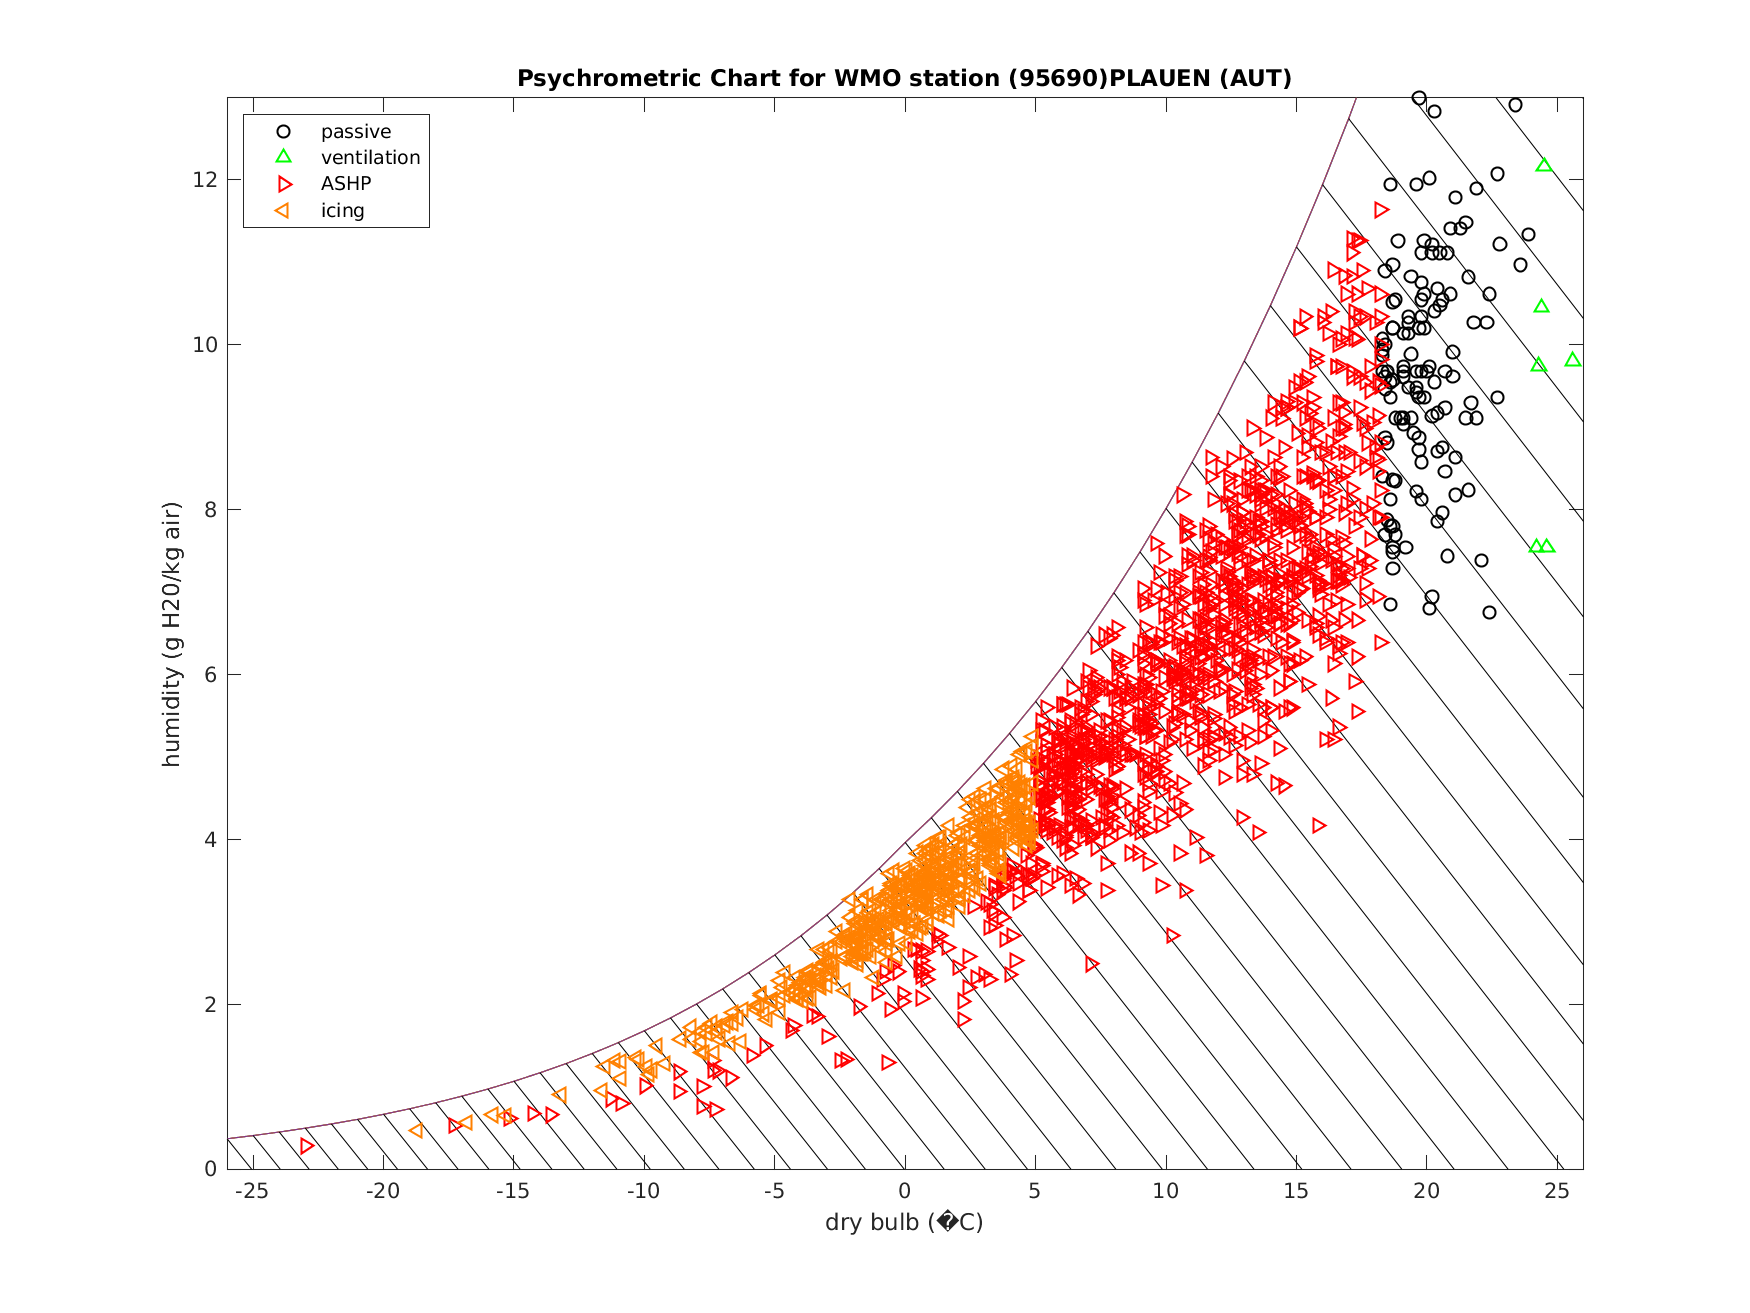 Psychrometric Chart for WMO station (95690)PLAUEN (AUT)
passive
ventilation
ASHP
icing
humidity (g H20/kg air)
12
10
8
6
4
2
0
-25 -20 -15 -10 -5 0 5 10 15 20 25
dry bulb (�C)